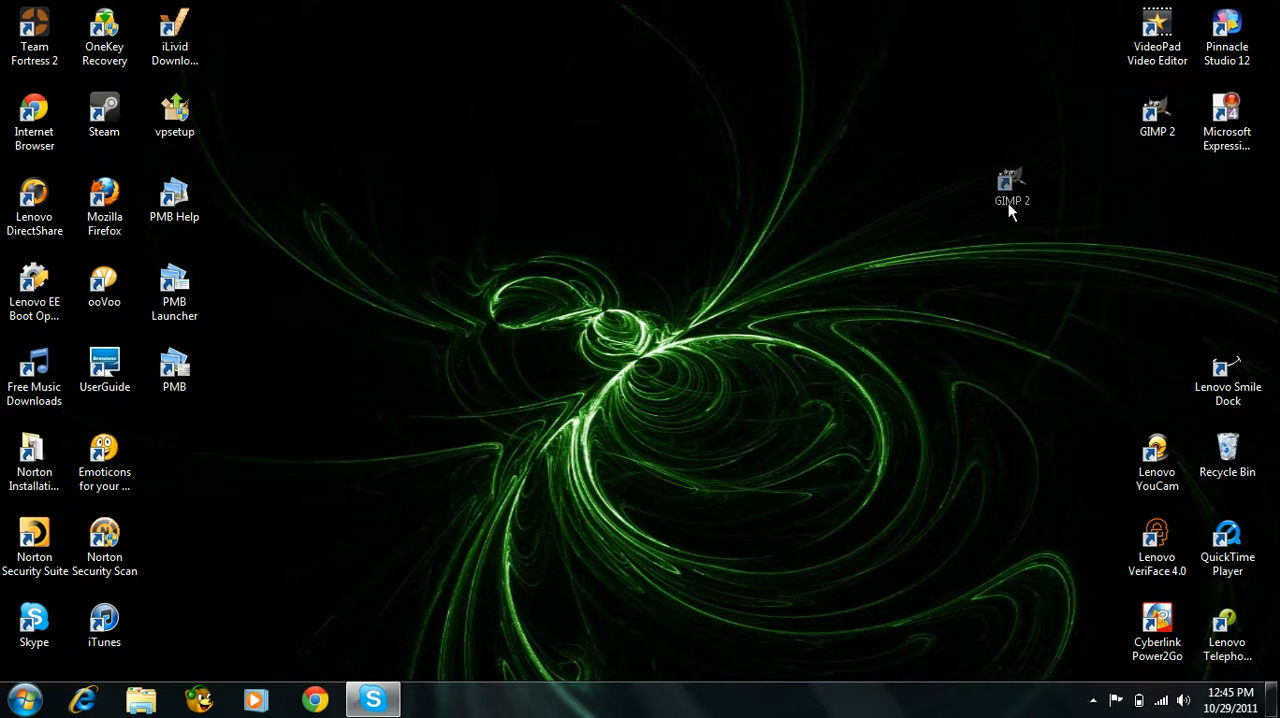 Team
Fortress 2
OneKey
Recovery
iLivid
Downlo...
VideoPad
Video Editor
Pinnacle
Studio 12
Internet
Browser
Steam
vpsetup
GIMP 2
4
Microsoft
Expressi...
GIMP 2
Lenovo
DirectShare
Mozilla
Firefox
PMB Help
Lenovo EE
Boot Op...
ooVoo
PMB
Launcher
Free Music
Downloads
lenovo
UserGuide
PMB
Lenovo Smile
Dock
Norton
Installati...
Emoticons
for your ...
Lenovo
YouCam
Recycle Bin
Norton
Security Suite
Norton
Security Scan
Lenovo
VeriFace 4.0
QuickTime
Player
Skype
iTunes
Cyberlink
Power2Go
Lenovo
Telepho...
12:45 PM
10/29/2011